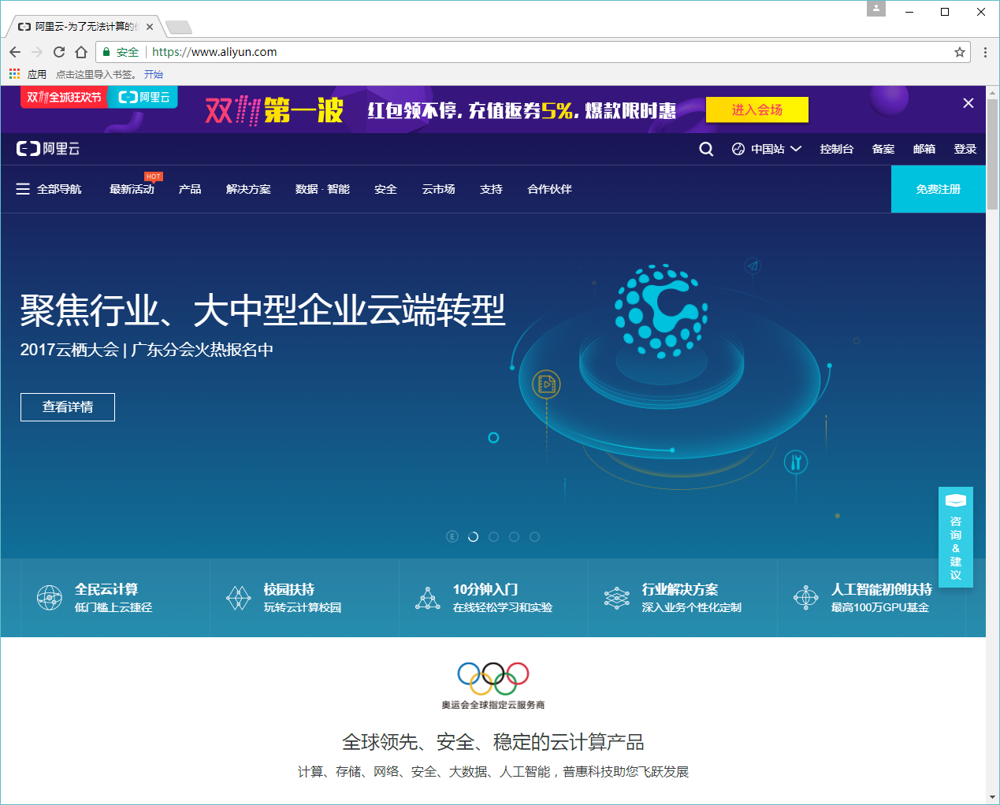 阿里云-为了无法计算的
安全 https://www.aliyun.com
应用 点击这里导入书签。 开始
双11全球狂欢节 阿里云
双11第一波 红包领不停, 充值返券5%, 爆款限时惠 进入会场
阿里云 中国站 控制台 备案 邮箱 登录
HOT
全部导航 最新活动 产品 解决方案 数据 · 智能 安全 云市场 支持 合作伙伴 免费注册
聚焦行业、大中型企业云端转型
2017云栖大会 | 广东分会火热报名中
查看详情
E
咨
询
&
建
议
全民云计算 校园扶持 10分钟入门 行业解决方案 人工智能初创扶持
低门槛上云捷径 玩转云计算校园 在线轻松学习和实验 深入业务个性化定制 最高100万GPU基金
奥运会全球指定云服务商
全球领先、安全、稳定的云计算产品
计算、存储、网络、安全、大数据、人工智能，普惠科技助您飞跃发展